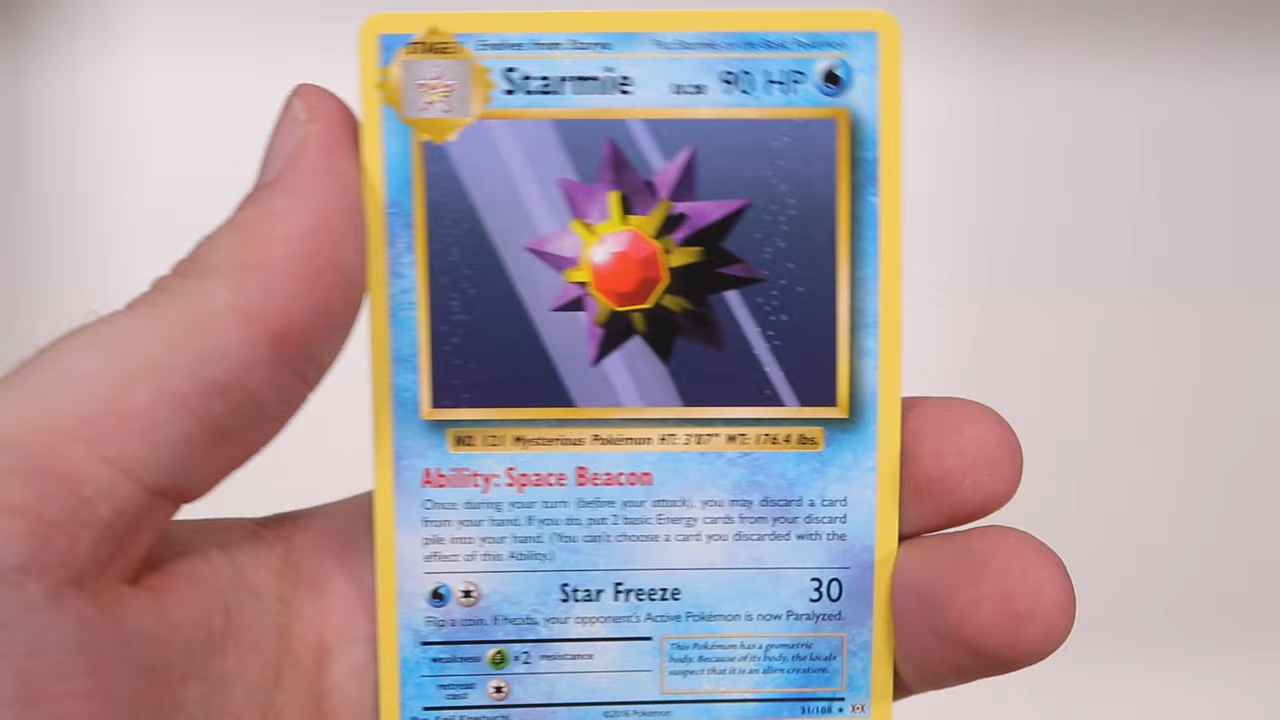 STAGE 1 Evolves from Staryu
Starmie LV.28 90 HP
NO. 121 Mysterious Pokémon HT: 3'07" WT: 176.4 lbs.
Ability: Space Beacon
Once during your turn (before your attack), you may discard a card
from your hand. If you do, put 2 basic Energy cards from your discard
pile into your hand. (You can't choose a card you discarded with the
effect of this Ability.)
Star Freeze 30
Flip a coin. If heads, your opponent's Active Pokémon is now Paralyzed.
weakness ×2 resistance
retreat
cost
This Pokémon has a geometric
body. Because of its body, the locals
suspect that it is an alien creature.
©2016 Pokémon
31/108 ★